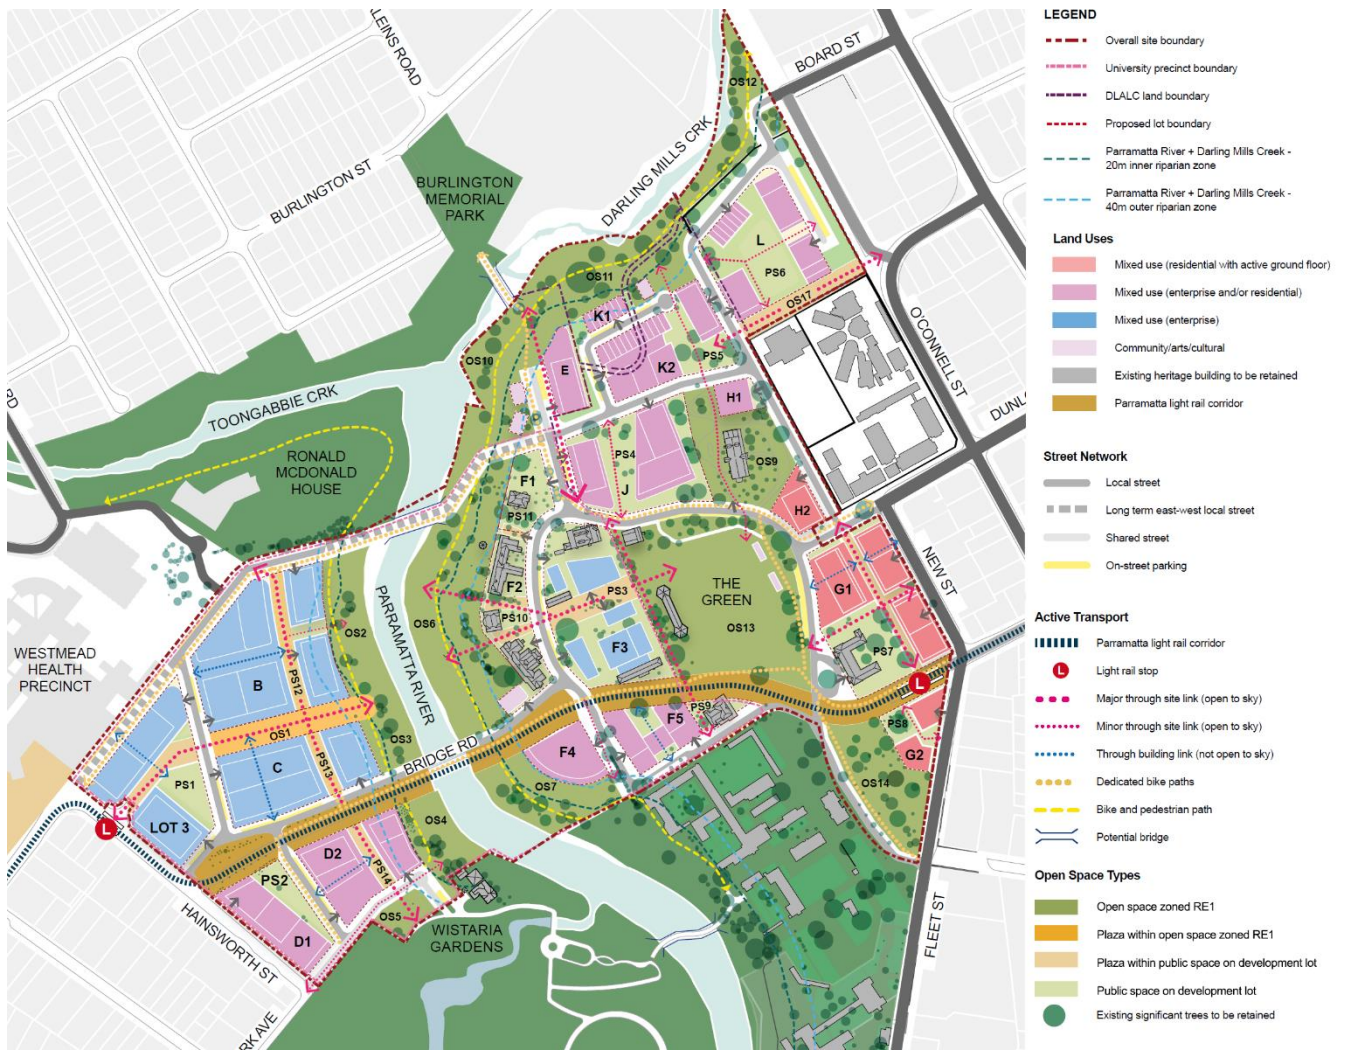 LEINS ROAD
BOARD ST
OS12
BURLINGTON ST
BURLINGTON
MEMORIAL
PARK
DARLING MILLS CRK
L
PS6
OS11
OS17
K1
O'CONNELL ST
OS10
PS5
E
K2
DUNL
RD
TOONGABBIE CRK
H1
RONALD
MCDONALD
HOUSE
PS4
OS9
F1
J
H2
PS11
NEW ST
F2
THE
GREEN
G1
PS3
PARRAMATTA RIVER
OS6
PS10
OS13
OS2
WESTMEAD
HEALTH
PRECINCT
F3
PS7
B
PS12
L
OS1
OS3
PS9
F5
PS8
BRIDGE RD
F4
G2
C
PS13
PS1
OS7
OS14
L
LOT 3
OS4
D2
PS14
PS2
OS5
HAINSWORTH ST
D1
WISTARIA
GARDENS
FLEET ST
RK AVE
LEGEND
Overall site boundary
University precinct boundary
DLALC land boundary
Proposed lot boundary
Parramatta River + Darling Mills Creek -
20m inner riparian zone
Parramatta River + Darling Mills Creek -
40m outer riparian zone
Land Uses
Mixed use (residential with active ground floor)
Mixed use (enterprise and/or residential)
Mixed use (enterprise)
Community/arts/cultural
Existing heritage building to be retained
Parramatta light rail corridor
Street Network
Local street
Long term east-west local street
Shared street
On-street parking
Active Transport
Parramatta light rail corridor
L Light rail stop
Major through site link (open to sky)
Minor through site link (open to sky)
Through building link (not open to sky)
Dedicated bike paths
Bike and pedestrian path
Potential bridge
Open Space Types
Open space zoned RE1
Plaza within open space zoned RE1
Plaza within public space on development lot
Public space on development lot
Existing significant trees to be retained